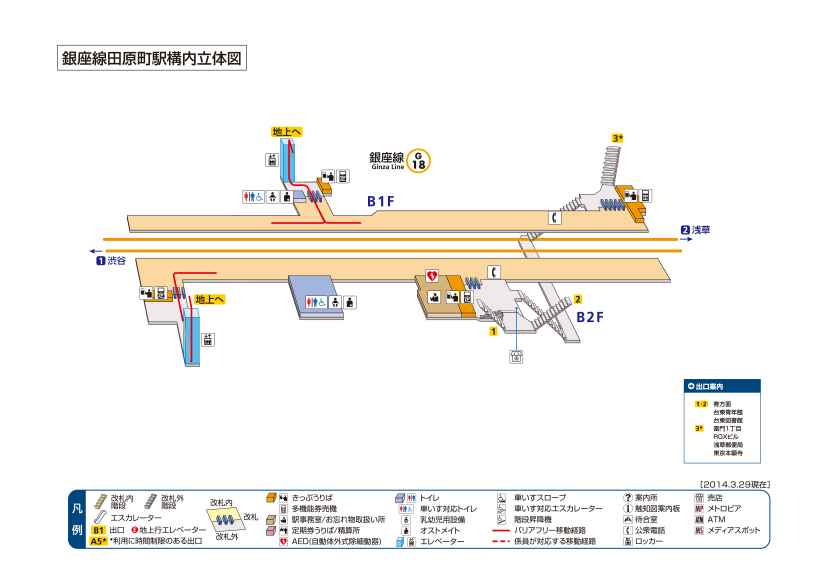 銀座線田原町駅構内立体図
地上へ
銀座線
Ginza Line
G
18
3*
B1F
2 浅草
1 渋谷
地上へ
2
1
B2F
出口案内
1・2 寿方面
台東青年館
台東図書館
3* 雷門1丁目
ROXビル
浅草郵便局
東京本願寺
[2014.3.29現在]
凡例
改札内階段
改札外階段
エスカレーター
B1 出口
地上行エレベーター
A5* *利用に時間制限のある出口
改札内
改札
改札外
きっぷうりば
多機能券売機
駅事務室/お忘れ物取扱い所
定期券うりば/精算所
AED(自動体外式除細動器)
トイレ
車いす対応トイレ
乳幼児用設備
オストメイト
エレベーター
車いすスロープ
車いす対応エスカレーター
階段昇降機
バリアフリー移動経路
係員が対応する移動経路
? 案内所
i 触知図案内板
待合室
公衆電話
ロッカー
売店
MP メトロピア
ATM ATM
MS メディアスポット